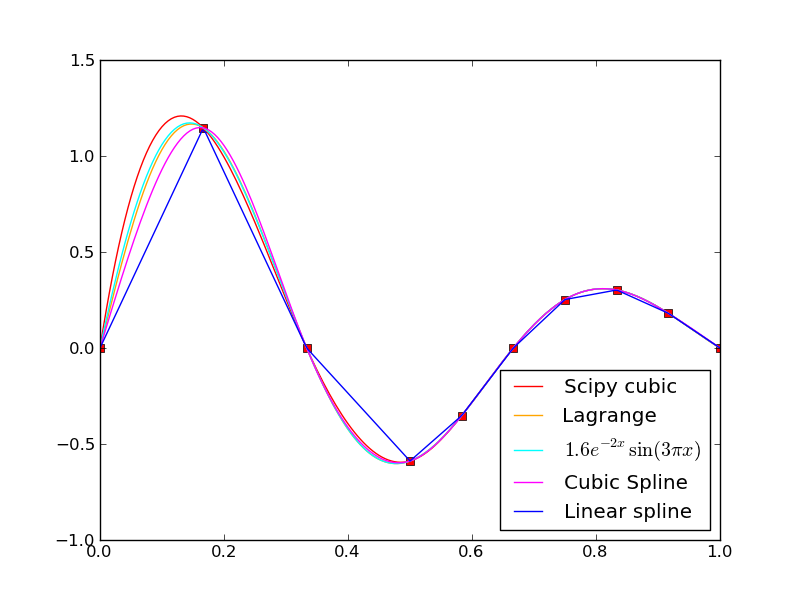 1.5
1.0
0.5
0.0
−0.5
−1.0
0.0 0.2 0.4 0.6 0.8 1.0
Scipy cubic
Lagrange
1.6e^{−2x} sin(3πx)
Cubic Spline
Linear spline